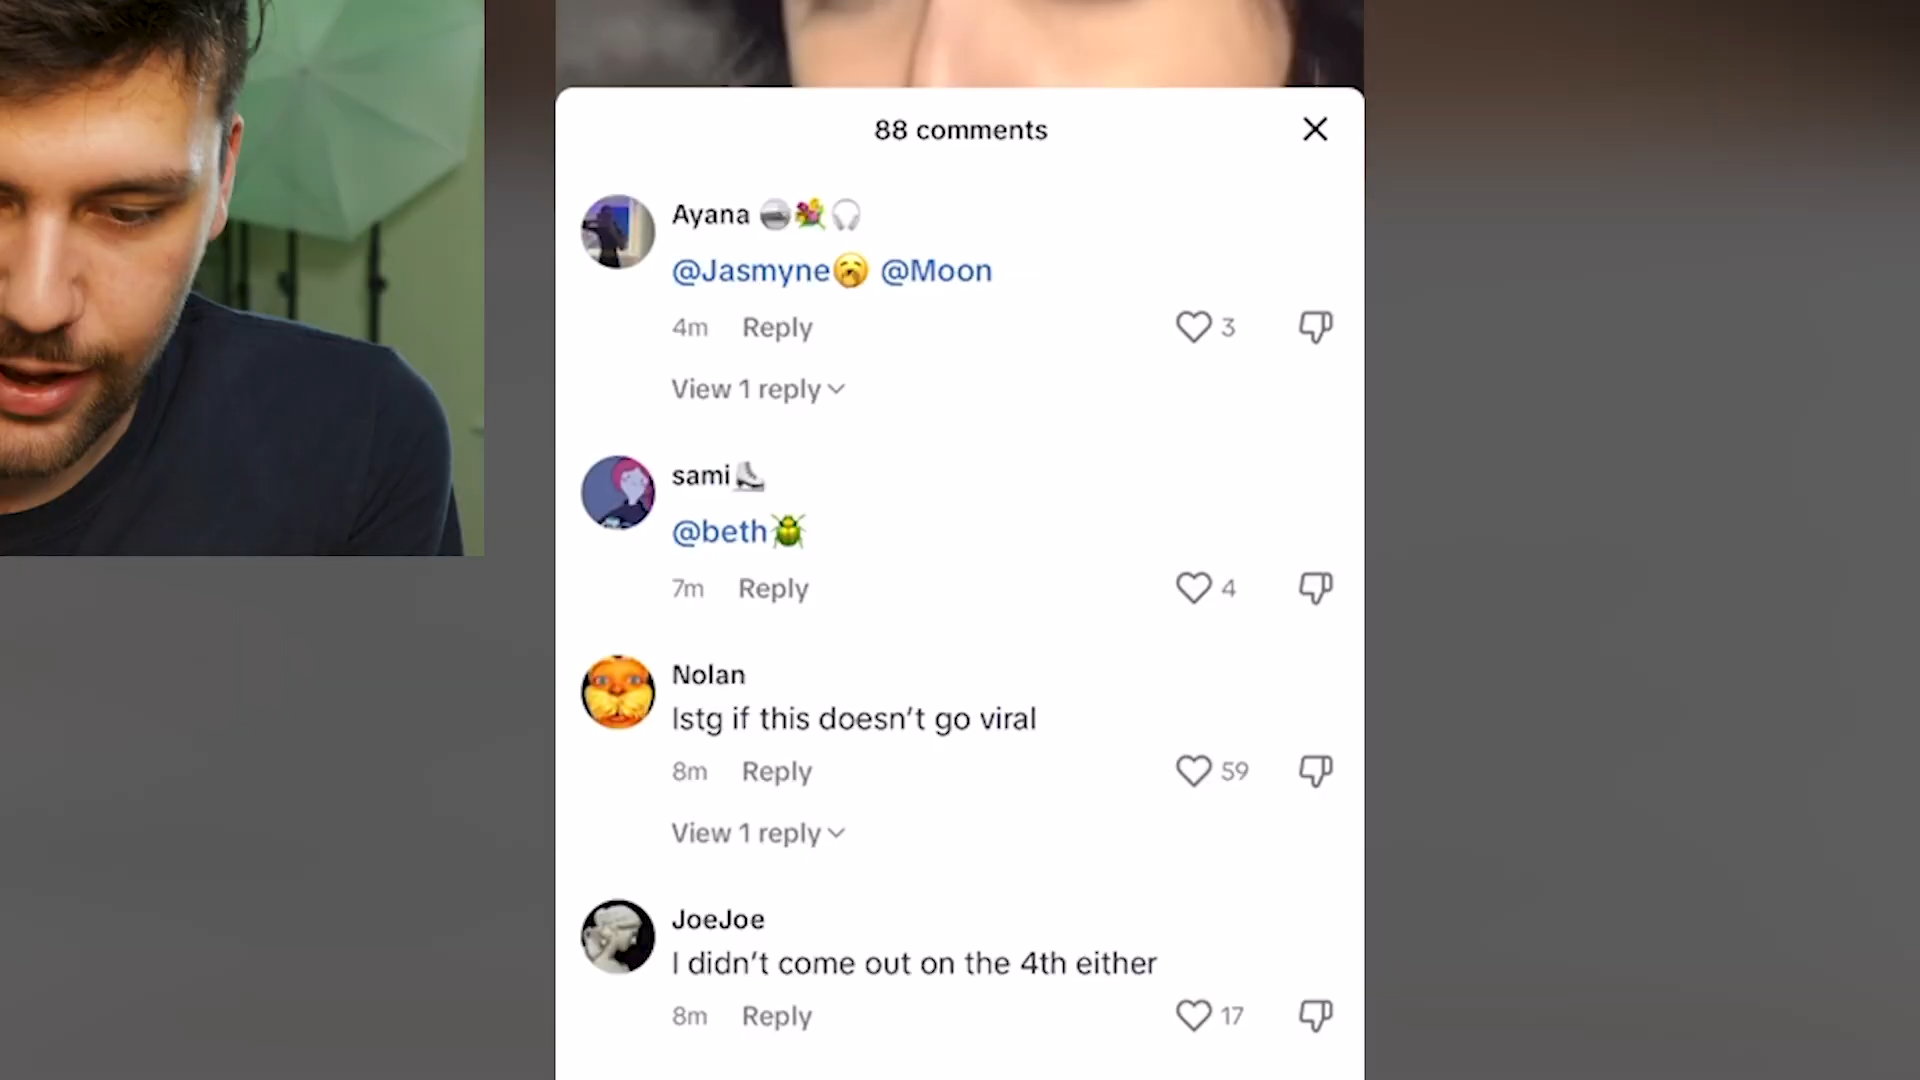 88 comments
Ayana 🪩💐🎧
@Jasmyne🥱 @Moon
4m Reply 3
View 1 reply
sami⛸️
@beth🪲
7m Reply 4
Nolan
Istg if this doesn't go viral
8m Reply 59
View 1 reply
JoeJoe
I didn't come out on the 4th either
8m Reply 17